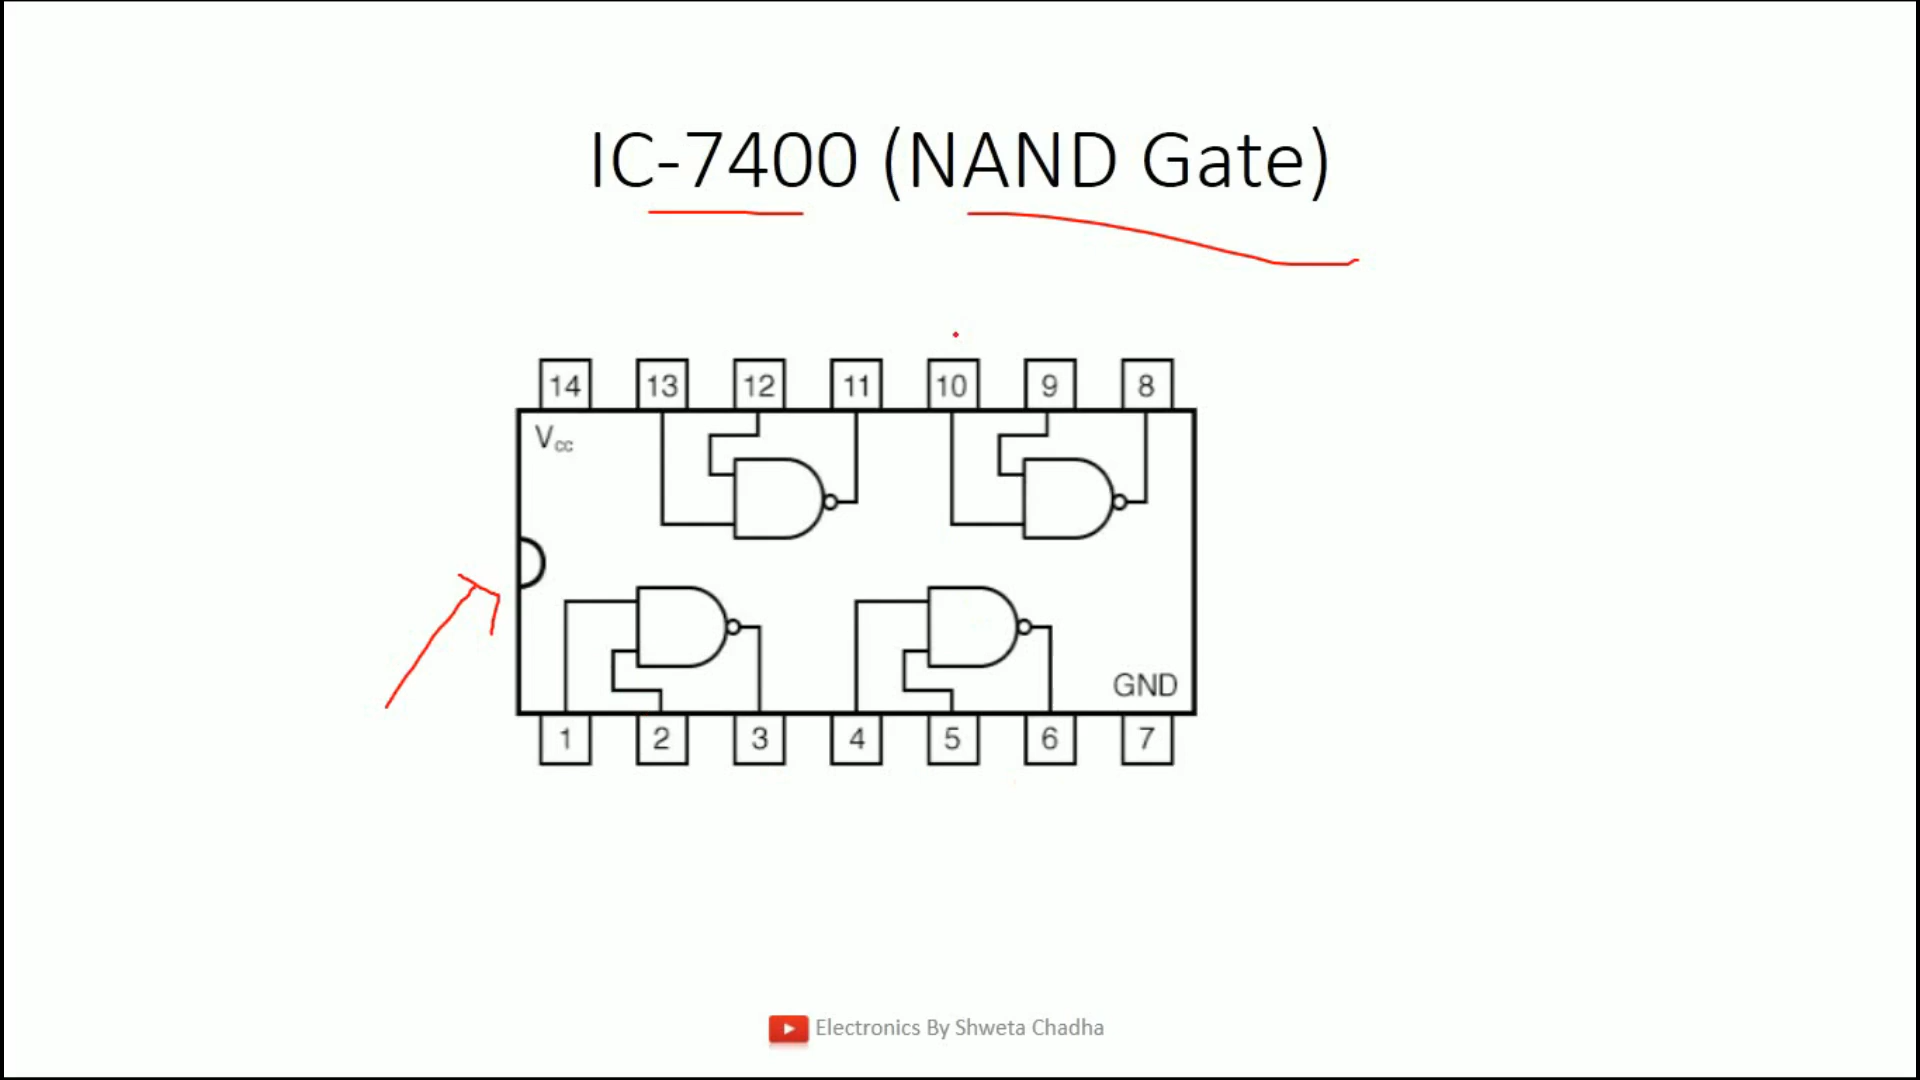 IC-7400 (NAND Gate)
14 13 12 11 10 9 8
Vcc
GND
1 2 3 4 5 6 7
Electronics By Shweta Chadha